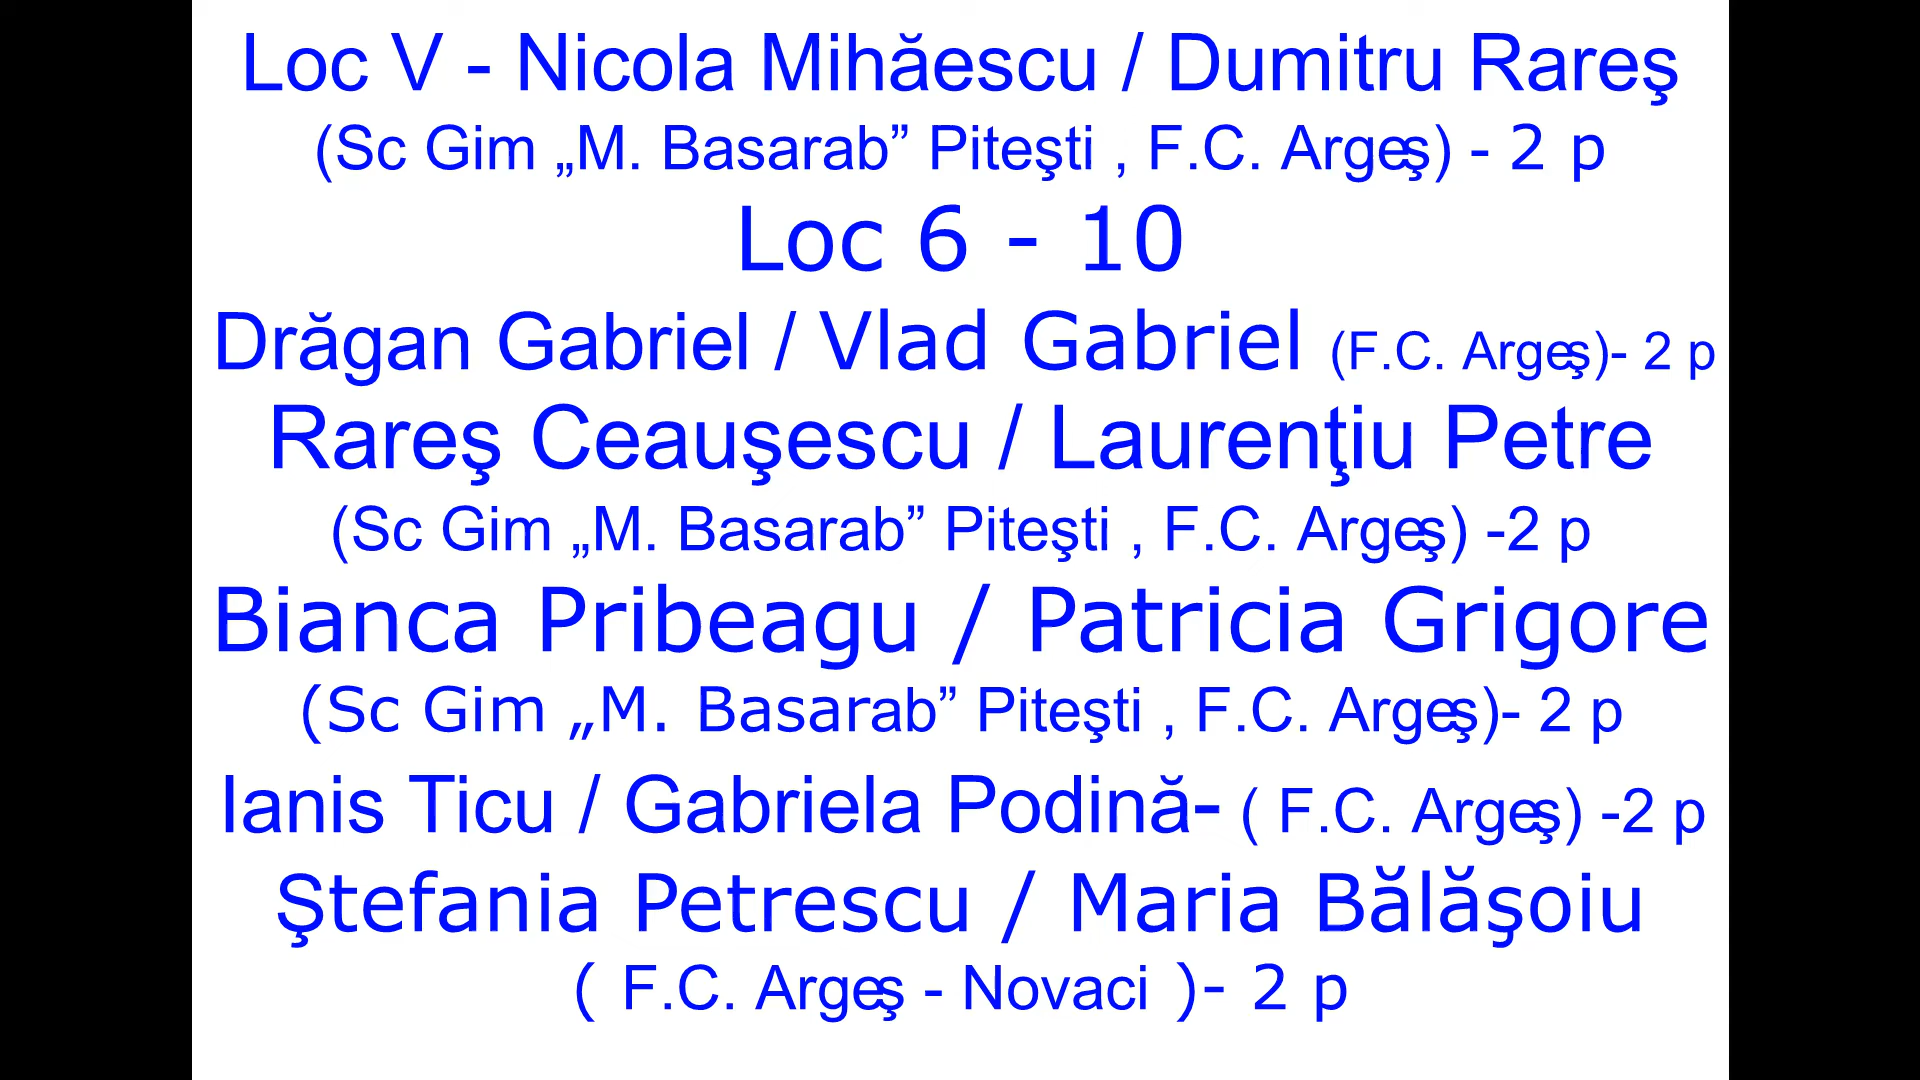 Loc V - Nicola Mihăescu / Dumitru Rareş
(Sc Gim „M. Basarab” Piteşti , F.C. Argeş) - 2 p
Loc 6 - 10
Drăgan Gabriel / Vlad Gabriel (F.C. Argeş)- 2 p
Rareş Ceauşescu / Laurenţiu Petre
(Sc Gim „M. Basarab” Piteşti , F.C. Argeş) -2 p
Bianca Pribeagu / Patricia Grigore
(Sc Gim „M. Basarab” Piteşti , F.C. Argeş)- 2 p
Ianis Ticu / Gabriela Podină- ( F.C. Argeş) -2 p
Ştefania Petrescu / Maria Bălăşoiu
( F.C. Argeş - Novaci )- 2 p